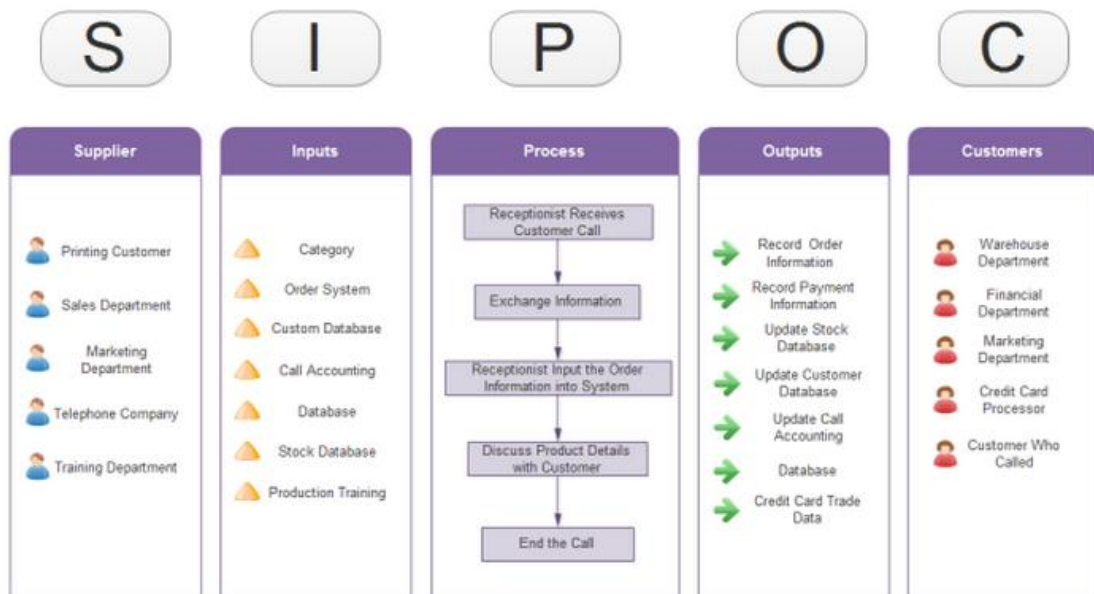 S
I
P
O
C
Supplier
Printing Customer
Sales Department
Marketing
Department
Telephone Company
Training Department
Inputs
Category
Order System
Custom Database
Call Accounting
Database
Stock Database
Production Training
Process
Receptionist Receives
Customer Call
Exchange Information
Receptionist Input the Order
Information into System
Discuss Product Details
with Customer
End the Call
Outputs
Record Order
Information
Record Payment
Information
Update Stock
Database
Update Customer
Database
Update Call
Accounting
Database
Credit Card Trade
Data
Customers
Warehouse
Department
Financial
Department
Marketing
Department
Credit Card
Processor
Customer Who
Called